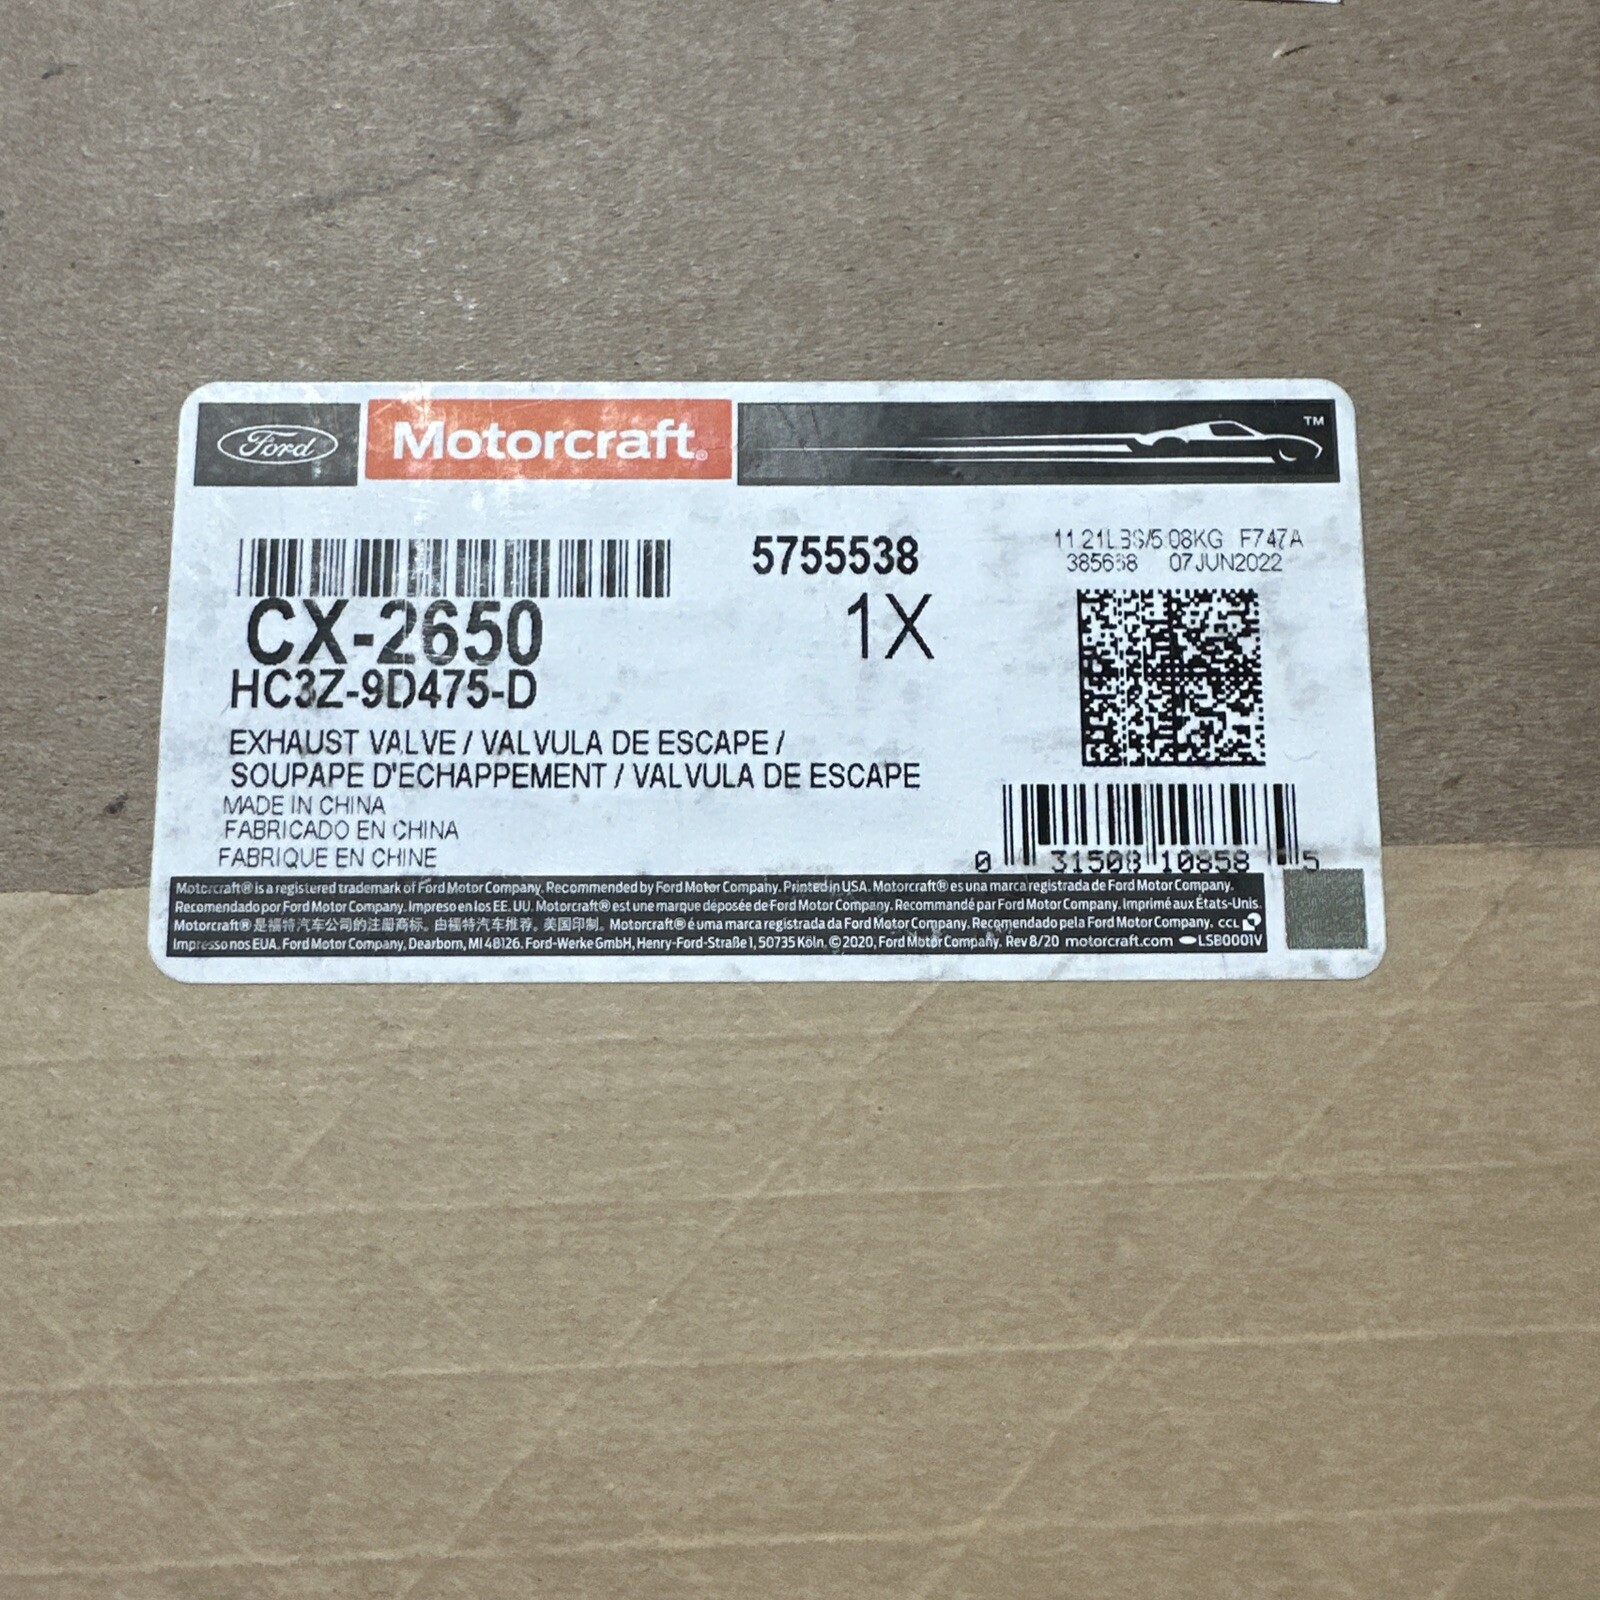 Ford Motorcraft® TM
5755538
11.21LBS/5.08KG F747A
07JUN2022
CX-2650
1X
HC3Z-9D475-D
EXHAUST VALVE / VALVULA DE ESCAPE /
SOUPAPE D'ECHAPPEMENT / VALVULA DE ESCAPE
MADE IN CHINA
FABRICADO EN CHINA
FABRIQUE EN CHINE
0 31508 10858 5
Motorcraft® is a registered trademark of Ford Motor Company. Recommended by Ford Motor Company. Printed in USA. Motorcraft® es una marca registrada de Ford Motor Company.
Recomendado por Ford Motor Company. Impreso en los EE. UU. Motorcraft® est une marque déposée de Ford Motor Company. Recommandé par Ford Motor Company. Imprimé aux États-Unis.
Motorcraft® 是福特汽车公司的注册商标。由福特汽车推荐。美国印制。Motorcraft® é uma marca registrada da Ford Motor Company. Recomendado pela Ford Motor Company. CCL
Impresso nos EUA. Ford Motor Company, Dearborn, MI 48126. Ford-Werke GmbH, Henry-Ford-Straße 1, 50735 Köln. © 2020, Ford Motor Company. Rev 8/20 motorcraft.com LSB0001V